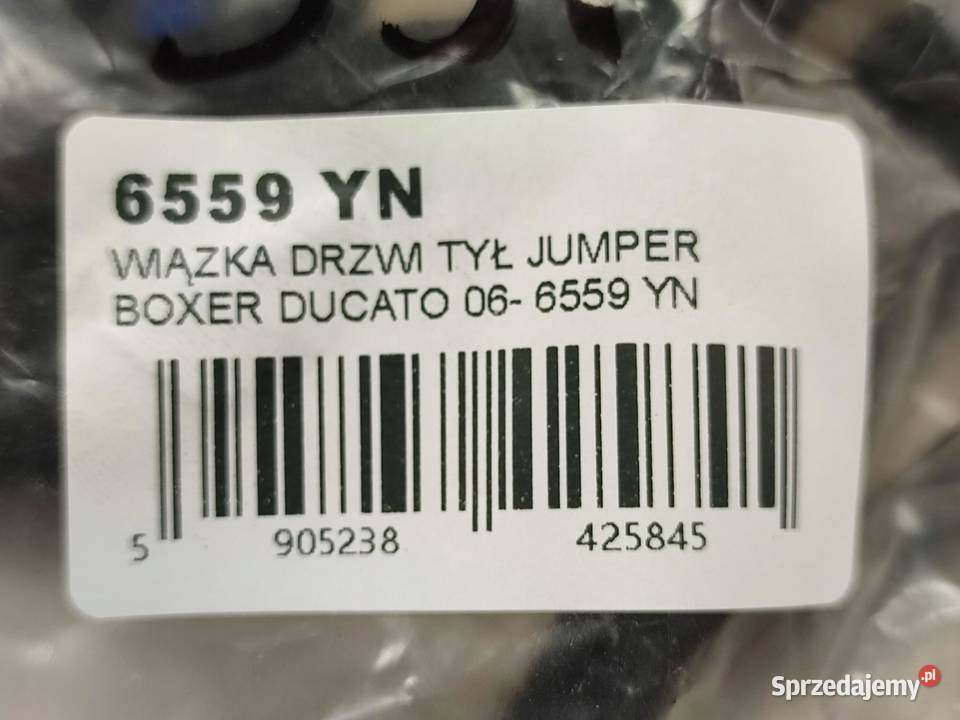 6559 YN
WIĄZKA DRZWI TYŁ JUMPER
BOXER DUCATO 06- 6559 YN
5 905238 425845
Sprzedajemy.pl